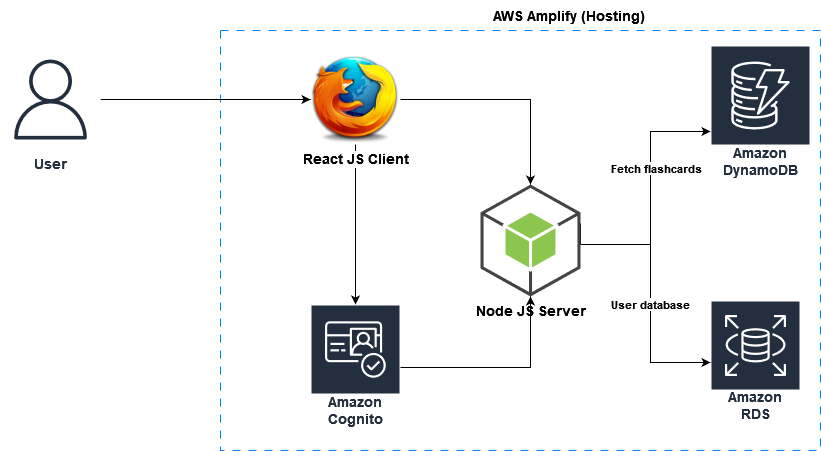 AWS Amplify (Hosting)
User
React JS Client
Amazon
DynamoDB
Fetch flashcards
Node JS Server
User database
Amazon
Cognito
Amazon
RDS